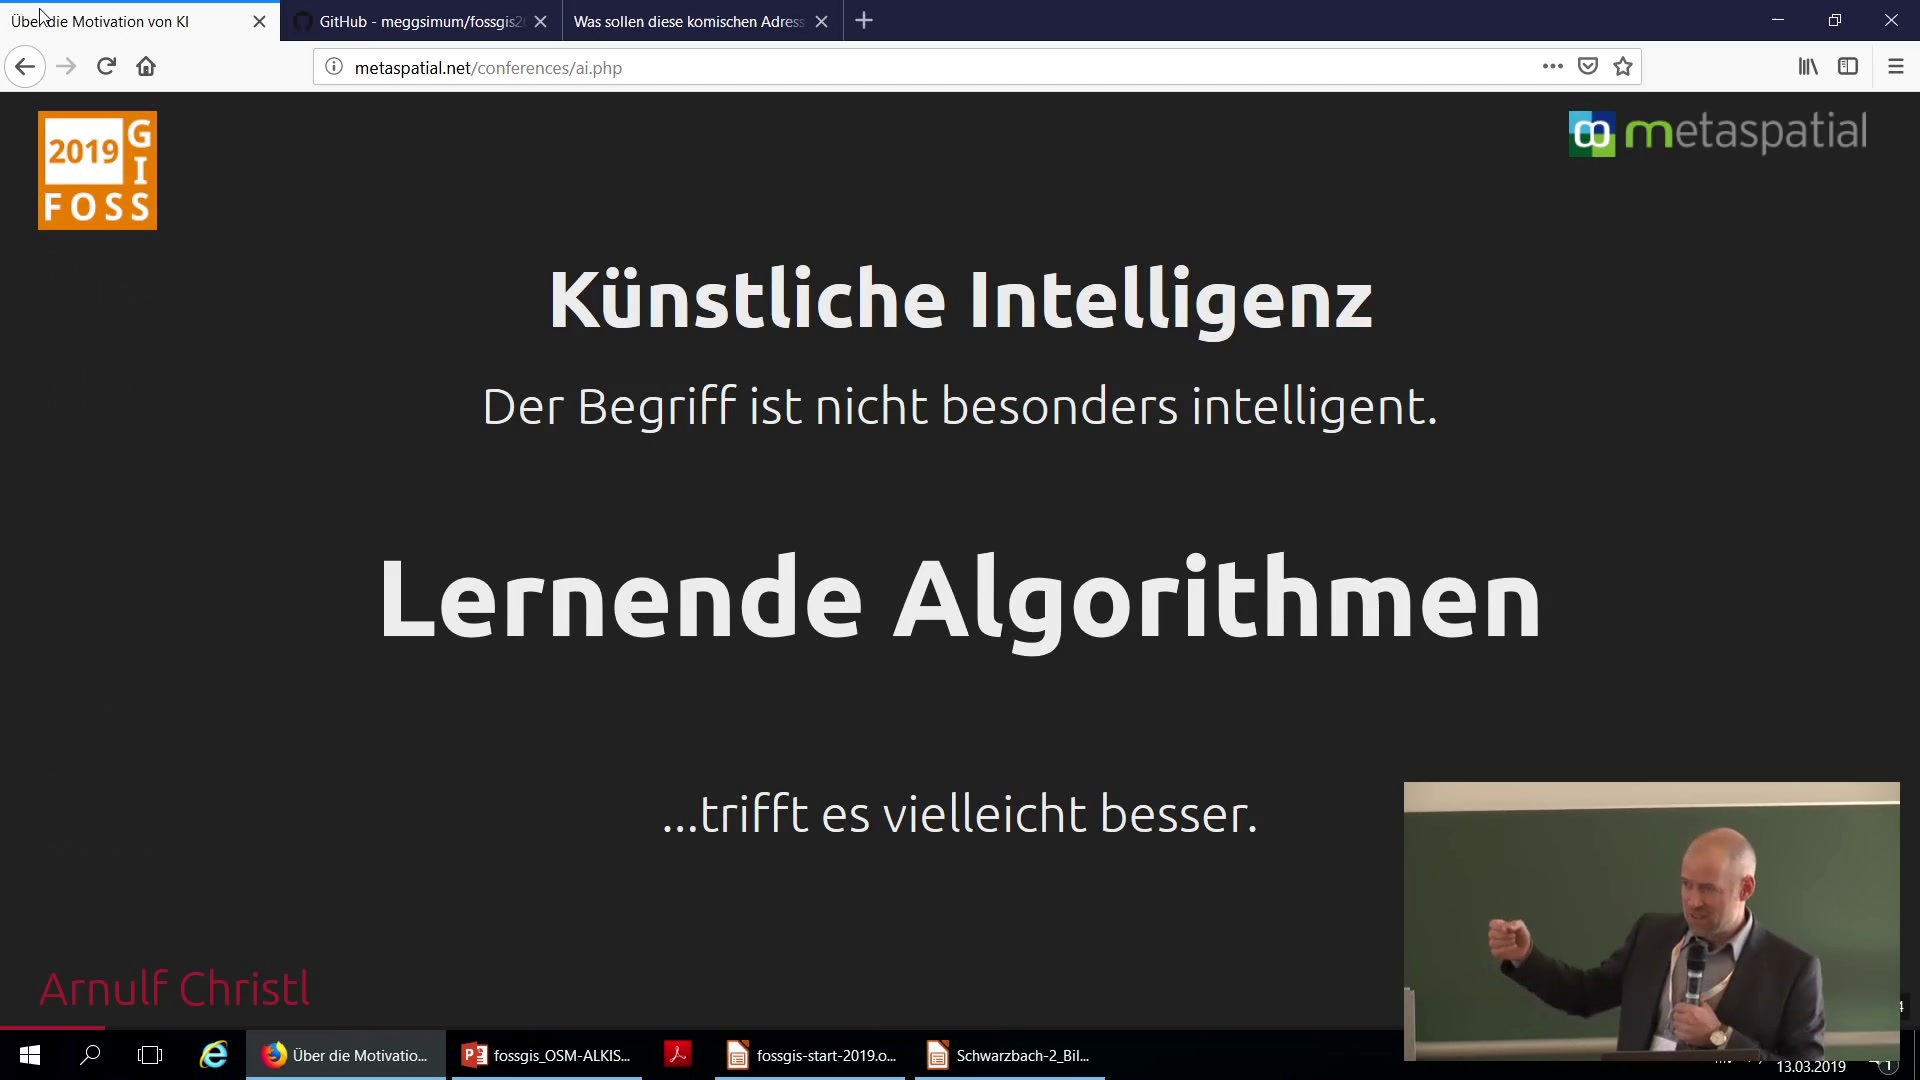 Über die Motivation von KI
GitHub - meggsimum/fossgis2
Was sollen diese komischen Adress
metaspatial.net/conferences/ai.php
2019
G
I
FOSS
metaspatial
Künstliche Intelligenz
Der Begriff ist nicht besonders intelligent.
Lernende Algorithmen
...trifft es vielleicht besser.
Arnulf Christl
4
Über die Motivatio...
fossgis_OSM-ALKIS...
fossgis-start-2019.o...
Schwarzbach-2_Bil...
13.03.2019
1